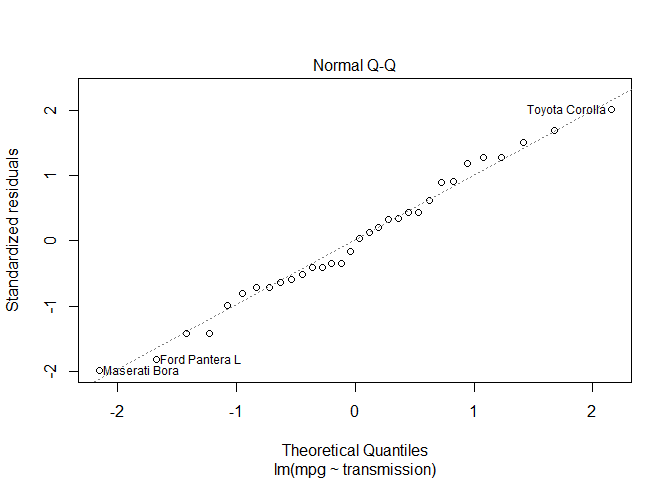 Normal Q-Q
Standardized residuals
2
1
0
-1
-2
Toyota Corolla
Ford Pantera L
Maserati Bora
-2
-1
0
1
2
Theoretical Quantiles
lm(mpg ~ transmission)